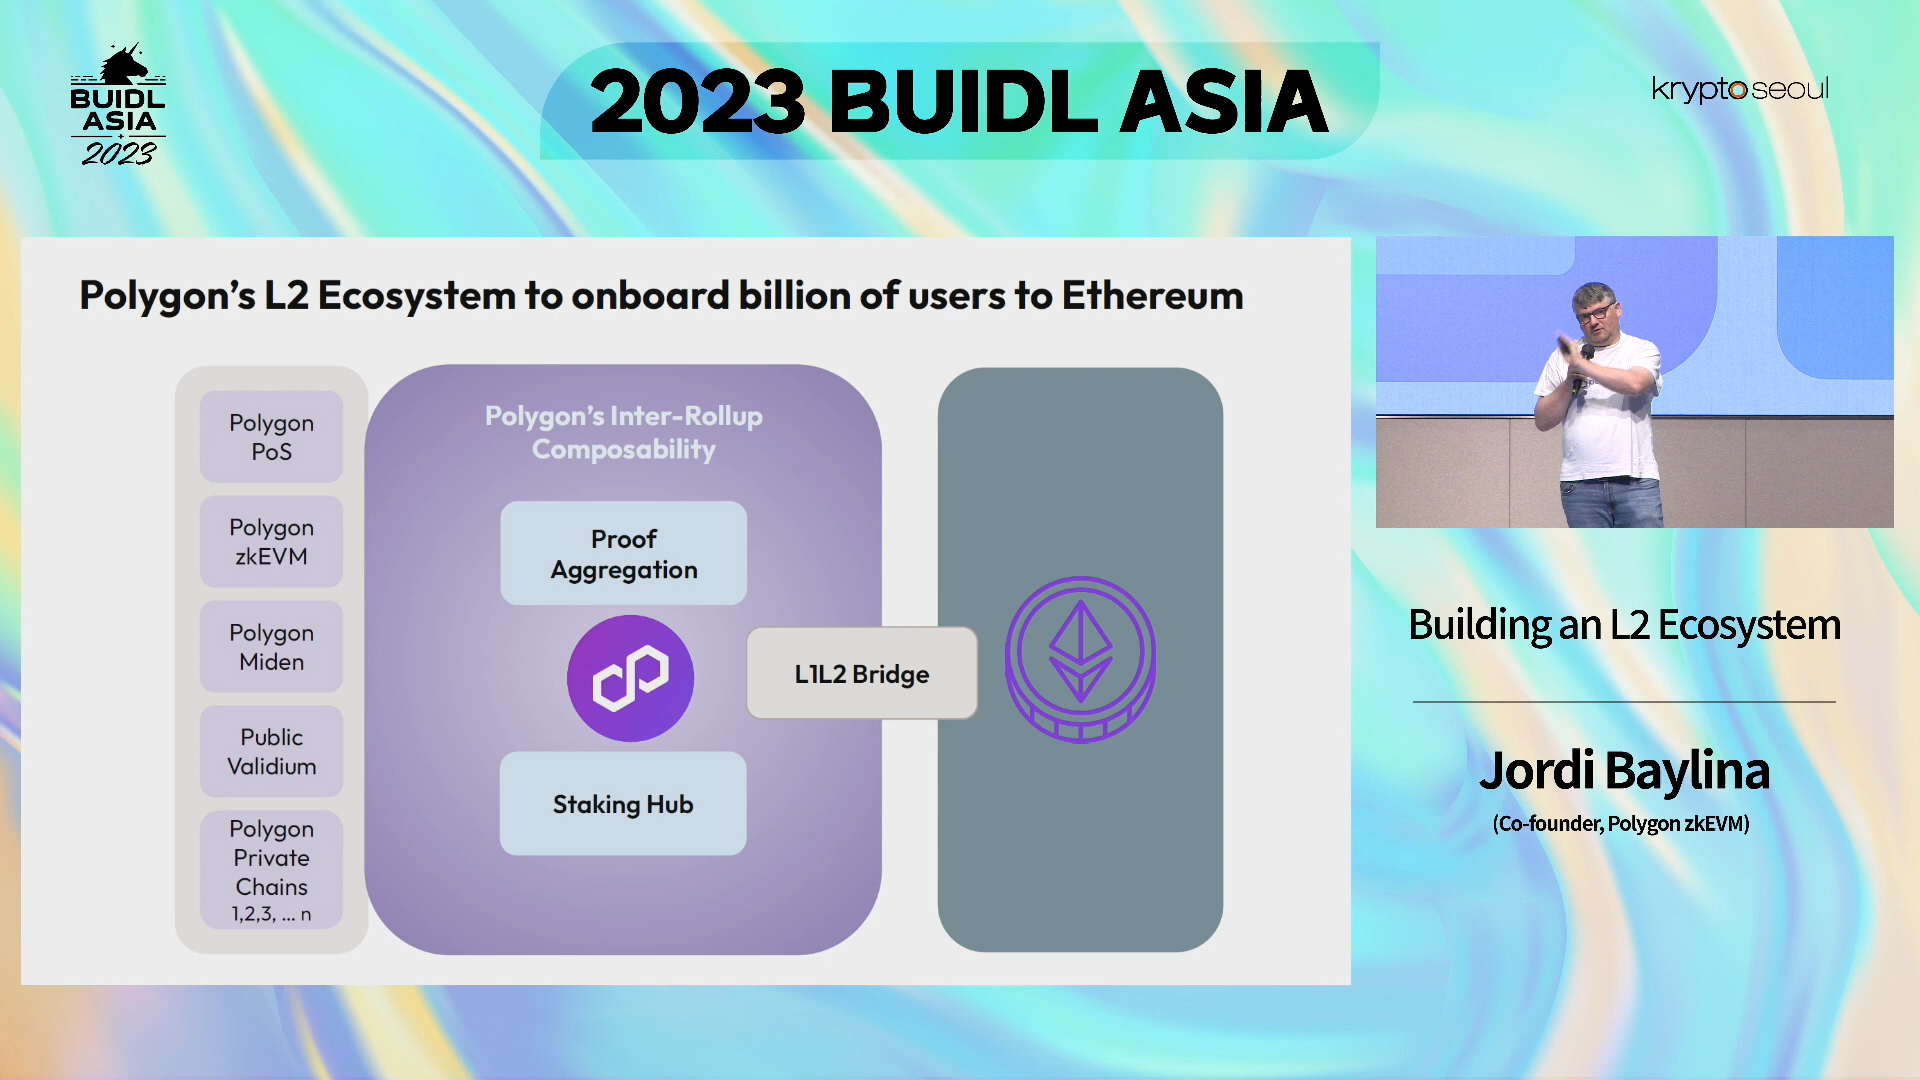 BUIDL
ASIA
2023
2023 BUIDL ASIA
kryptoseoul
Polygon's L2 Ecosystem to onboard billion of users to Ethereum
Polygon
PoS
Polygon
zkEVM
Polygon
Miden
Public
Validium
Polygon
Private
Chains
1,2,3, ... n
Polygon's Inter-Rollup
Composability
Proof
Aggregation
Staking Hub
L1L2 Bridge
Building an L2 Ecosystem
Jordi Baylina
(Co-founder, Polygon zkEVM)